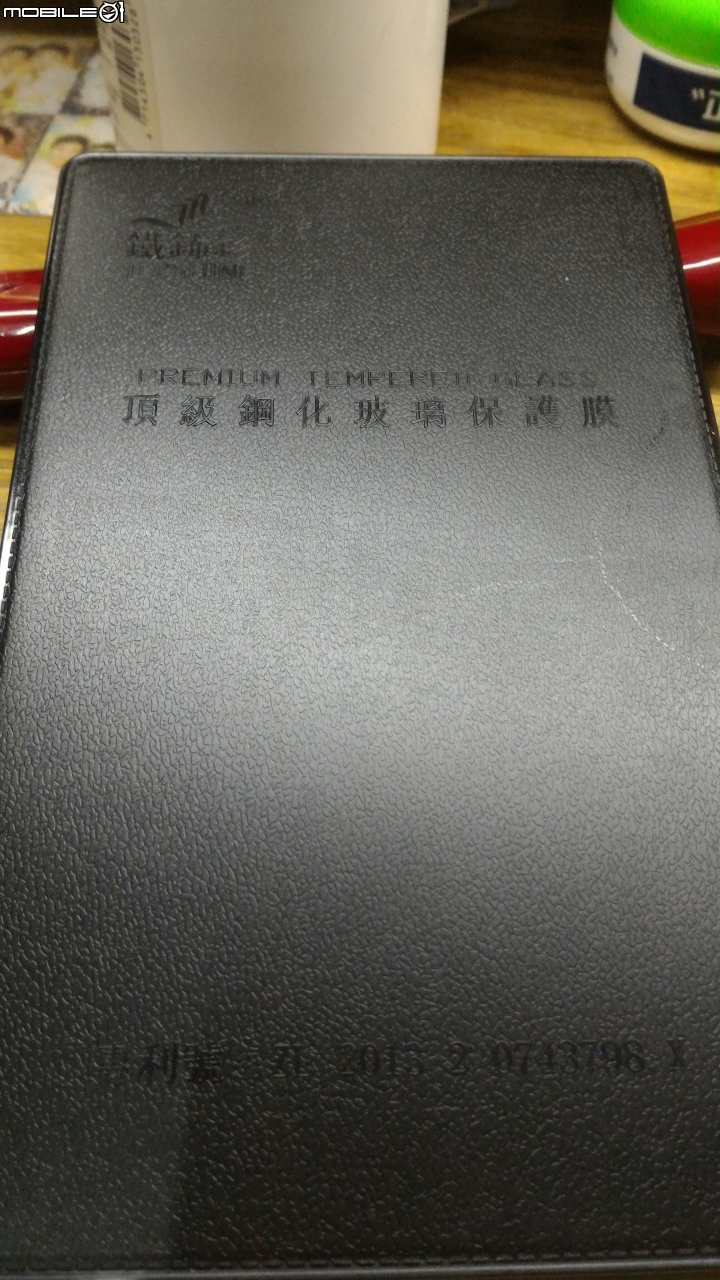 MOBILE01
"D
PREMIUM TEMPERED GLASS
頂級鋼化玻璃保護膜
專利號 ZL 2013 2 0743798.X